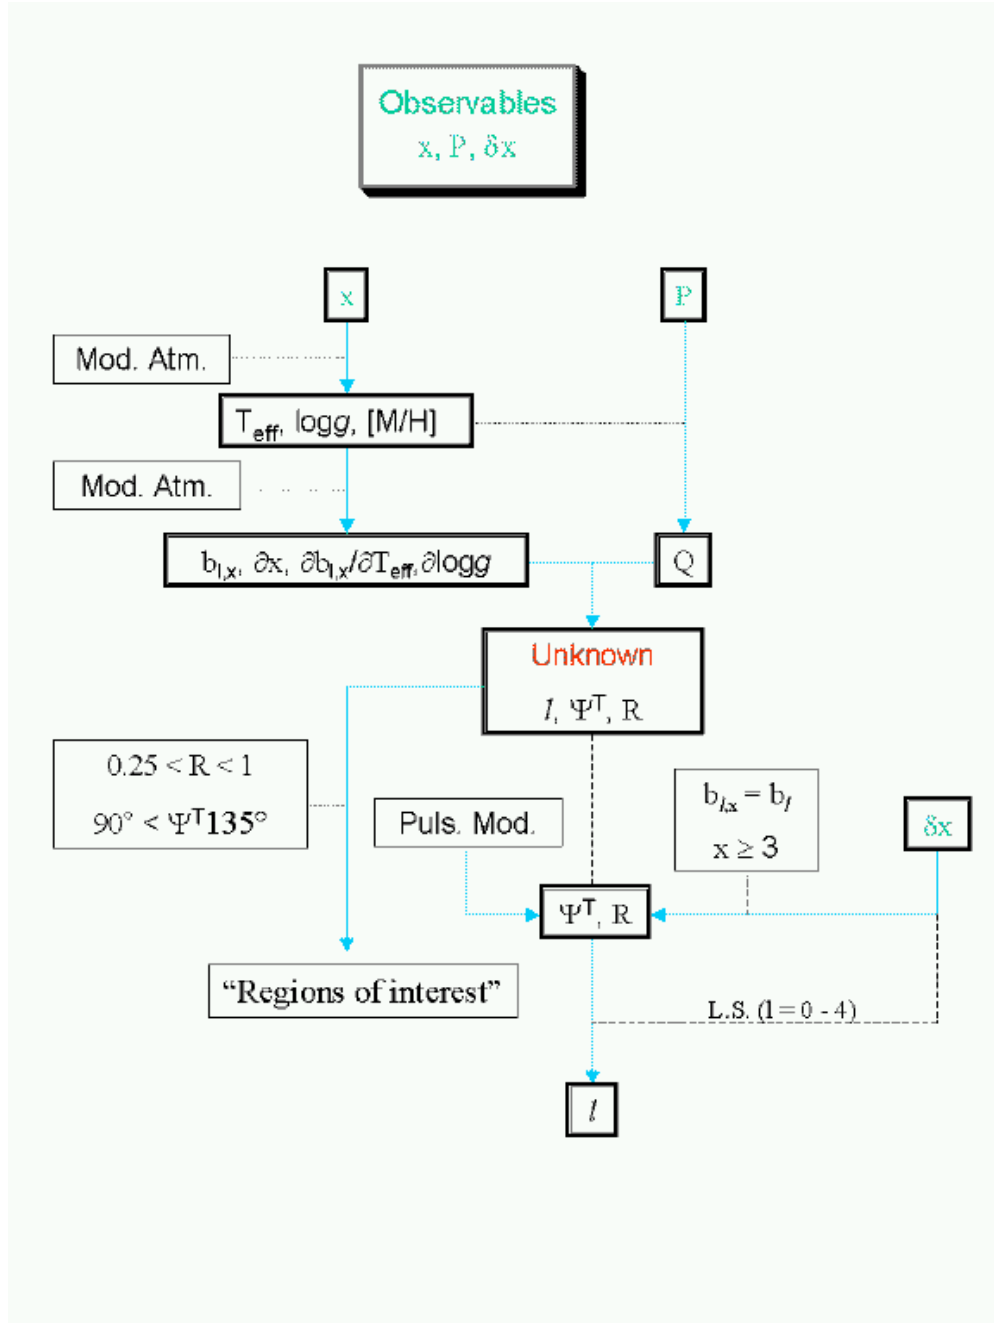 Observables
x, P, δx
x
P
Mod. Atm.
T_eff, logg, [M/H]
Mod. Atm.
b_l,x, ∂x, ∂b_l,x/∂T_eff,∂logg
Q
Unknown
l, Ψ^T, R
0.25 < R < 1
90° < Ψ^T135°
Puls. Mod.
b_l,x = b_l
x ≥ 3
δx
Ψ^T, R
“Regions of interest”
L.S. (l = 0 - 4)
l